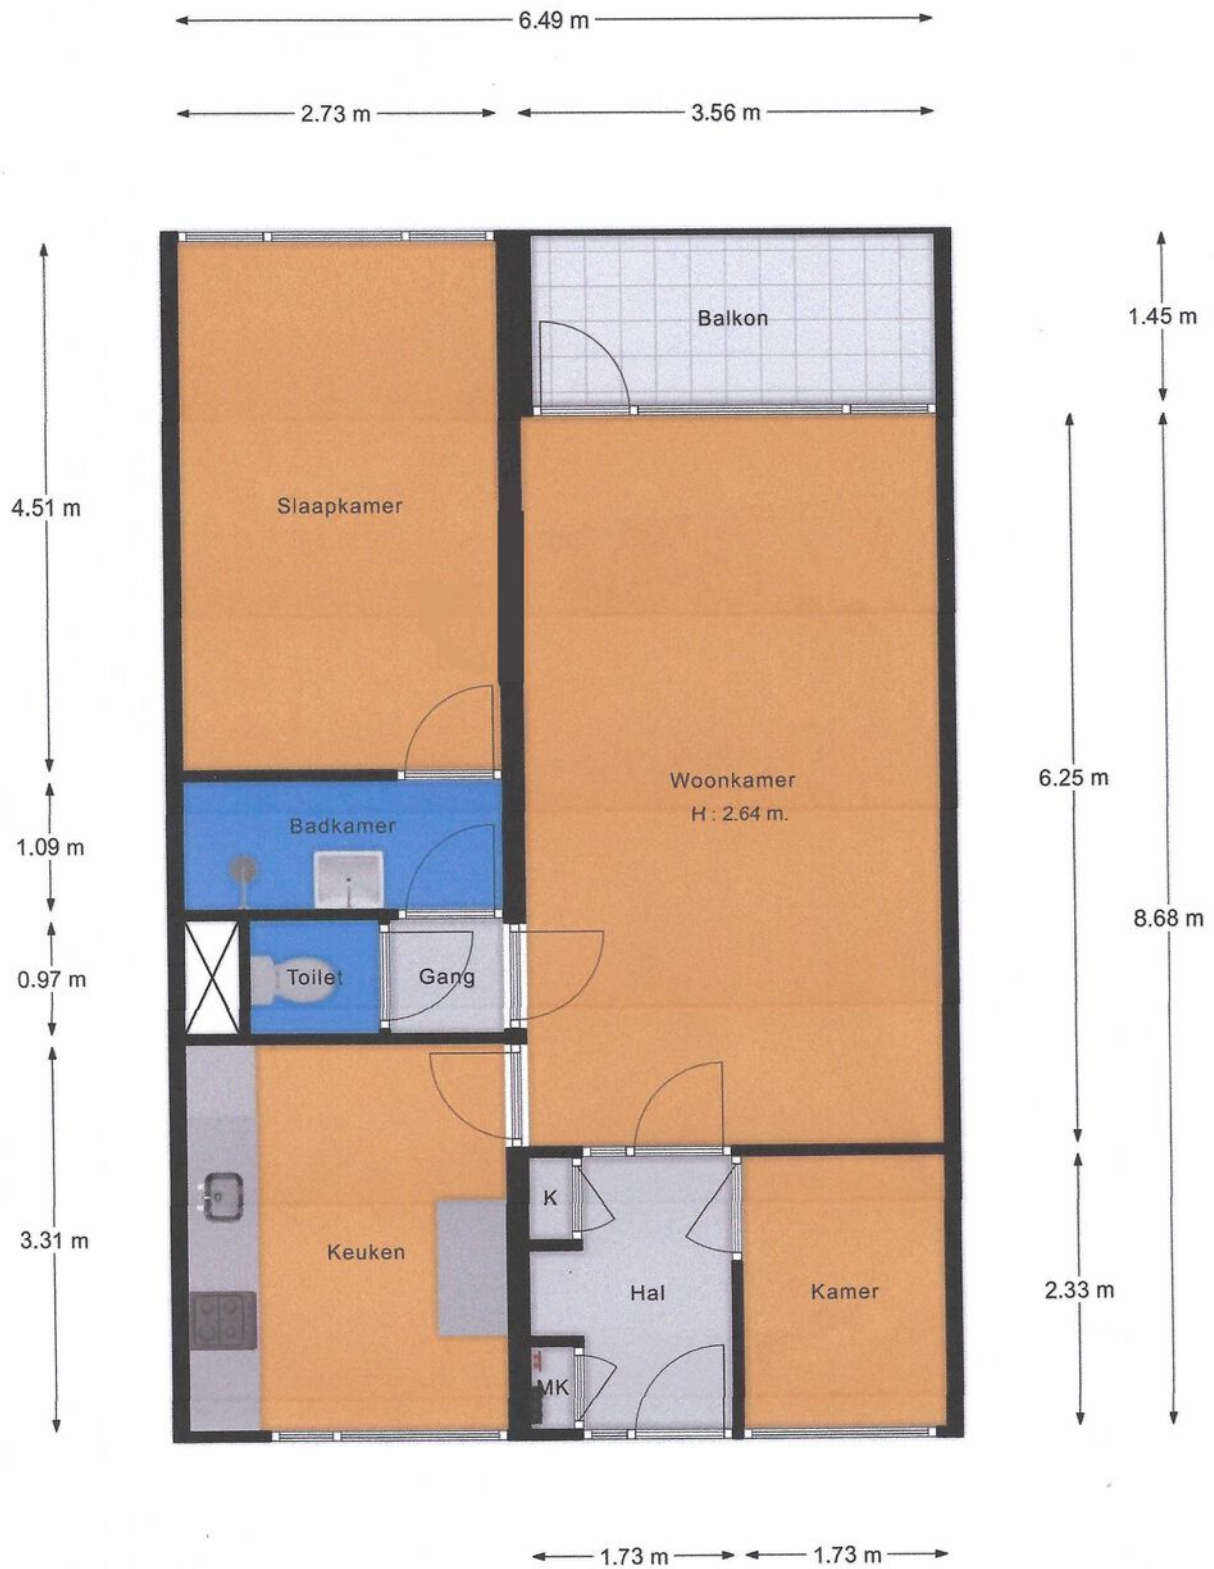 6.49 m
2.73 m
3.56 m
Balkon
1.45 m
4.51 m
Slaapkamer
Woonkamer
H : 2.64 m.
6.25 m
Badkamer
1.09 m
8.68 m
0.97 m
Toilet
Gang
K
3.31 m
Keuken
Hal
Kamer
2.33 m
MK
1.73 m
1.73 m